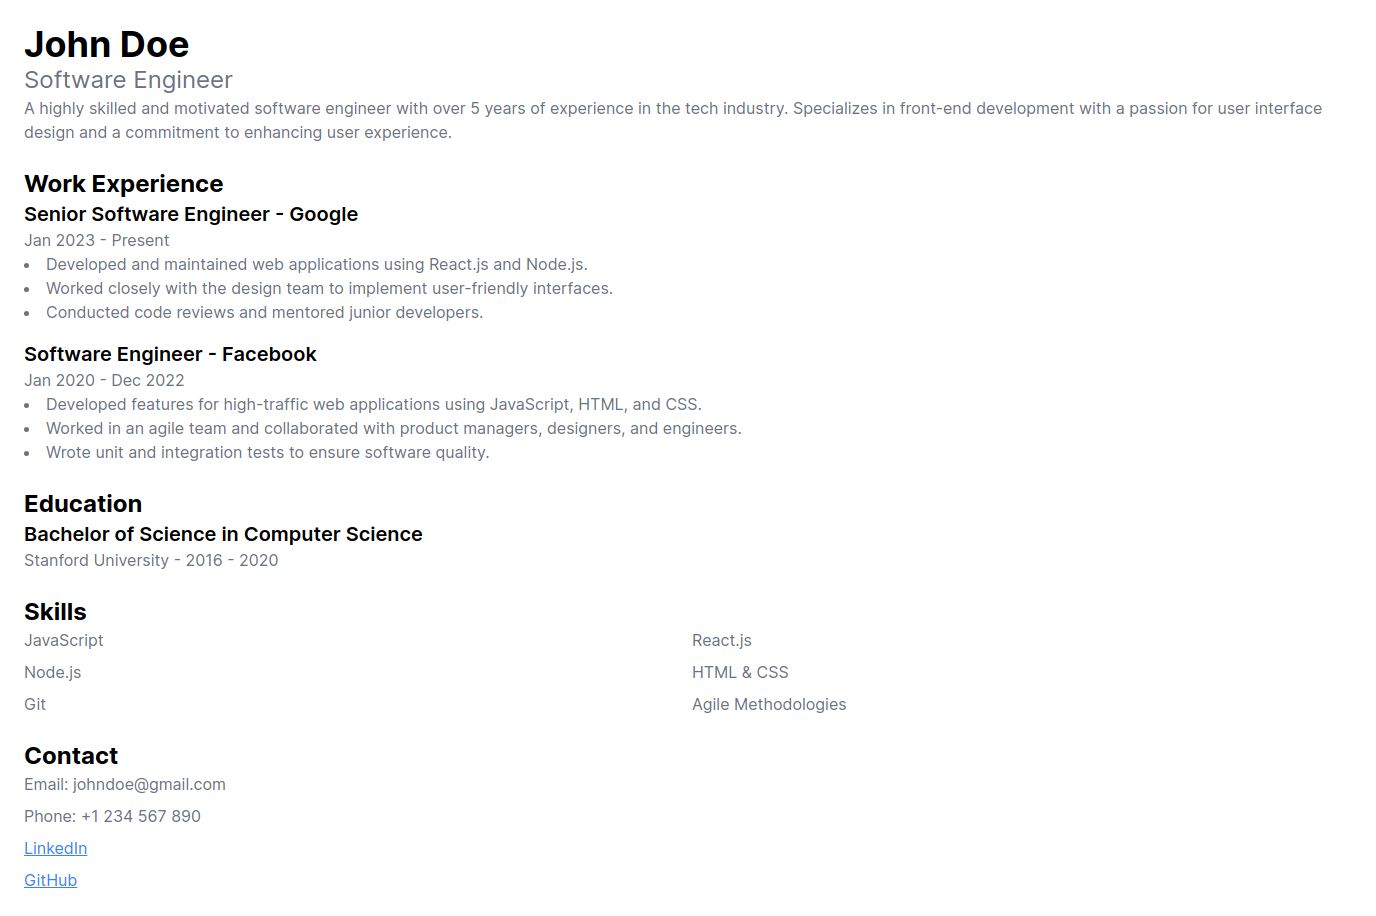 John Doe
Software Engineer
A highly skilled and motivated software engineer with over 5 years of experience in the tech industry. Specializes in front-end development with a passion for user interface
design and a commitment to enhancing user experience.
Work Experience
Senior Software Engineer - Google
Jan 2023 - Present
• Developed and maintained web applications using React.js and Node.js.
• Worked closely with the design team to implement user-friendly interfaces.
• Conducted code reviews and mentored junior developers.
Software Engineer - Facebook
Jan 2020 - Dec 2022
• Developed features for high-traffic web applications using JavaScript, HTML, and CSS.
• Worked in an agile team and collaborated with product managers, designers, and engineers.
• Wrote unit and integration tests to ensure software quality.
Education
Bachelor of Science in Computer Science
Stanford University - 2016 - 2020
Skills
JavaScript React.js
Node.js HTML & CSS
Git Agile Methodologies
Contact
Email: johndoe@gmail.com
Phone: +1 234 567 890
LinkedIn
GitHub